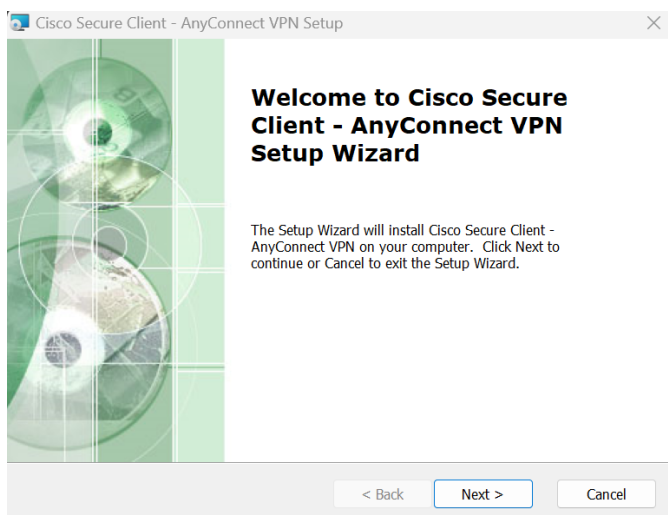 Cisco Secure Client - AnyConnect VPN Setup
Welcome to Cisco Secure
Client - AnyConnect VPN
Setup Wizard
The Setup Wizard will install Cisco Secure Client -
AnyConnect VPN on your computer.  Click Next to
continue or Cancel to exit the Setup Wizard.
< Back
Next >
Cancel